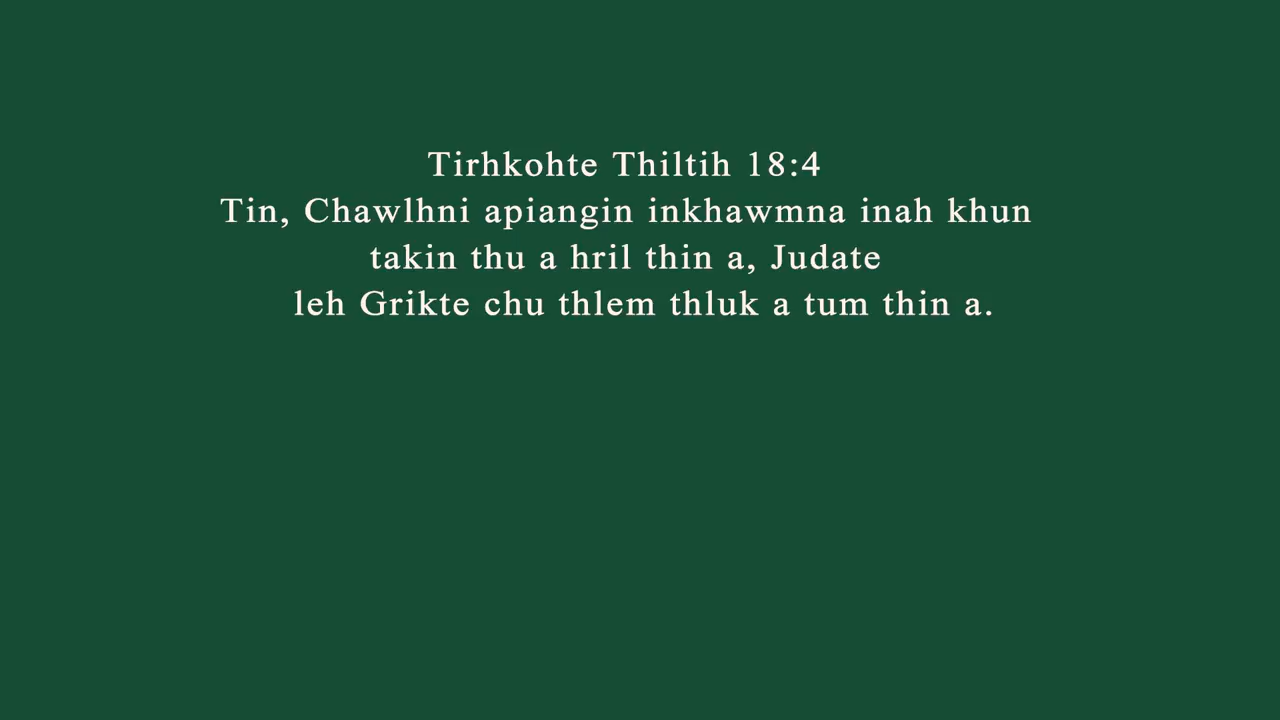 Tirhkohte Thiltih 18:4
Tin, Chawlhni apiangin inkhawmna inah khun
takin thu a hril thin a, Judate
leh Grikte chu thlem thluk a tum thin a.